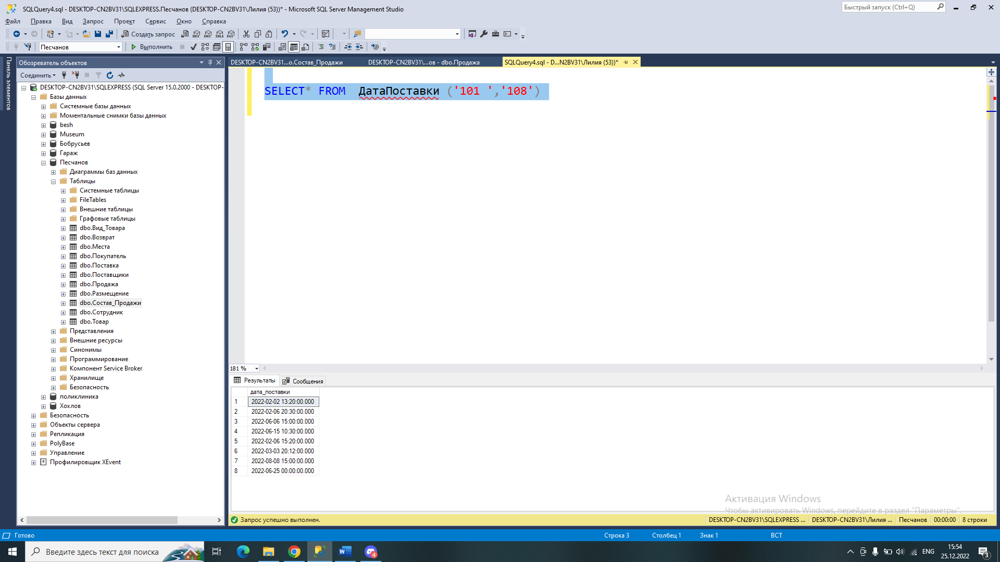 SQLQuery4.sql - DESKTOP-CN2BV31\SQLEXPRESS.Песчанов (DESKTOP-CN2BV31\Лилия (53))* - Microsoft SQL Server Management Studio
Быстрый запуск (Ctrl+Q)
Файл Правка Вид Запрос Проект Сервис Окно Справка
Создать запрос
MDX DMX XMLA DAX
Песчанов
Выполнить
Панель элементов
Обозреватель объектов
Соединить
DESKTOP-CN2BV31\SQLEXPRESS (SQL Server 15.0.2000 - DESKTOP-
Базы данных
Системные базы данных
Моментальные снимки базы данных
besh
Museum
Бобрусьев
Гараж
Песчанов
Диаграммы баз данных
Таблицы
Системные таблицы
FileTables
Внешние таблицы
Графовые таблицы
dbo.Вид_Товара
dbo.Возврат
dbo.Места
dbo.Покупатель
dbo.Поставка
dbo.Поставщики
dbo.Продажа
dbo.Размещение
dbo.Состав_Продажи
dbo.Сотрудник
dbo.Товар
Представления
Внешние ресурсы
Синонимы
Программирование
Компонент Service Broker
Хранилище
Безопасность
поликлиника
Хохлов
Безопасность
Объекты сервера
Репликация
PolyBase
Управление
Профилировщик XEvent
DESKTOP-CN2BV31...o.Состав_Продажи DESKTOP-CN2BV31\...ов - dbo.Продажа SQLQuery4.sql - D...N2BV31\Лилия (53))*
SELECT* FROM ДатаПоставки ('101 ','108')
181 %
Результаты Сообщения
дата_поставки
1 2022-02-02 13:20:00.000
2 2022-02-06 20:30:00.000
3 2022-06-06 15:00:00.000
4 2022-06-15 10:30:00.000
5 2022-02-06 15:20:00.000
6 2022-03-03 20:12:00.000
7 2022-08-08 15:00:00.000
8 2022-06-25 00:00:00.000
Активация Windows
Чтобы активировать Windows, перейдите в раздел "Параметры".
Запрос успешно выполнен. DESKTOP-CN2BV31\SQLEXPRESS ... DESKTOP-CN2BV31\Лилия ... Песчанов 00:00:00 8 строки
Готово Строка 3 Столбец 1 Знак 1 ВСТ
Введите здесь текст для поиска
4
ENG
15:54
25.12.2022
3